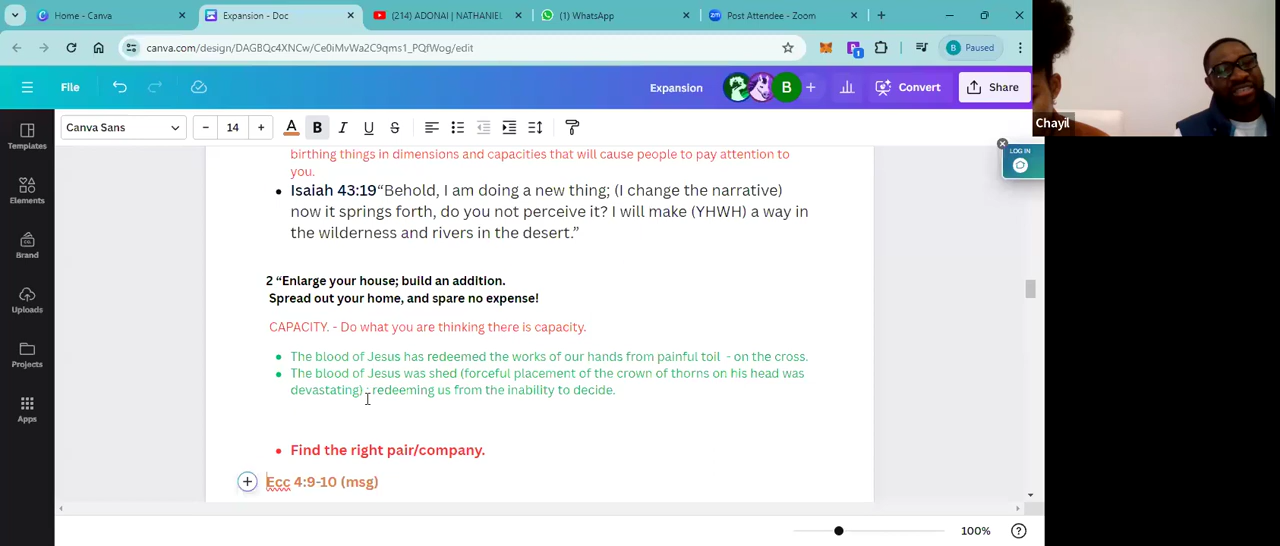 Home - Canva
Expansion - Doc
(214) ADONAI | NATHANIEL
(1) WhatsApp
Post Attendee - Zoom
canva.com/design/DAGBQc4XNCw/Ce0iMvWa2C9qms1_PQfWog/edit
1
B
Paused
File
Expansion
B
Convert
Share
Chayil
Canva Sans
14
A
B
I
U
S
LOG IN
Templates
Elements
Brand
Uploads
Projects
Apps
birthing things in dimensions and capacities that will cause people to pay attention to
you.
Isaiah 43:19“Behold, I am doing a new thing; (I change the narrative)
now it springs forth, do you not perceive it? I will make (YHWH) a way in
the wilderness and rivers in the desert.”
2 “Enlarge your house; build an addition.
Spread out your home, and spare no expense!
CAPACITY. - Do what you are thinking there is capacity.
The blood of Jesus has redeemed the works of our hands from painful toil - on the cross.
The blood of Jesus was shed (forceful placement of the crown of thorns on his head was
devastating) : redeeming us from the inability to decide.
Find the right pair/company.
Ecc 4:9-10 (msg)
100%